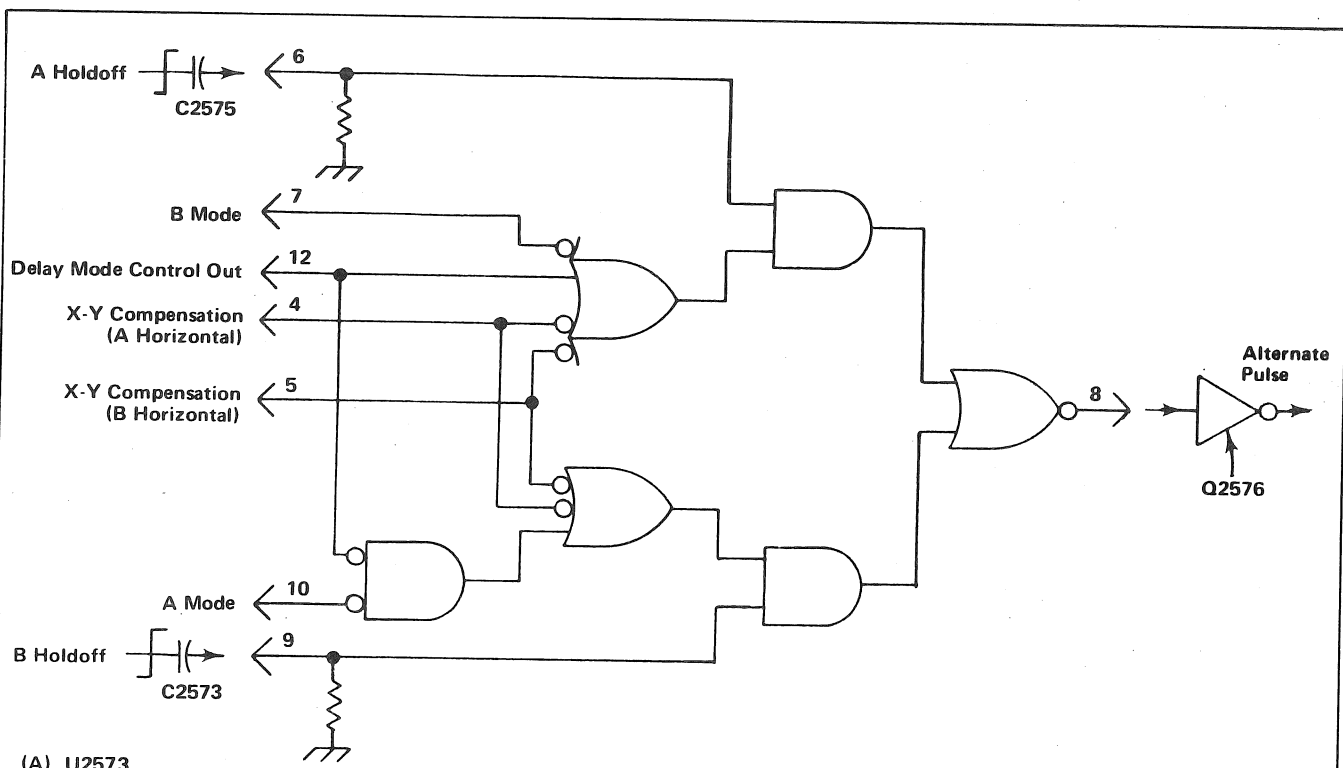 A Holdoff
C2575
6
B Mode
7
Delay Mode Control Out
12
X-Y Compensation
(A Horizontal)
4
X-Y Compensation
(B Horizontal)
5
A Mode
10
B Holdoff
C2573
9
8
Alternate
Pulse
Q2576
(A) U2573